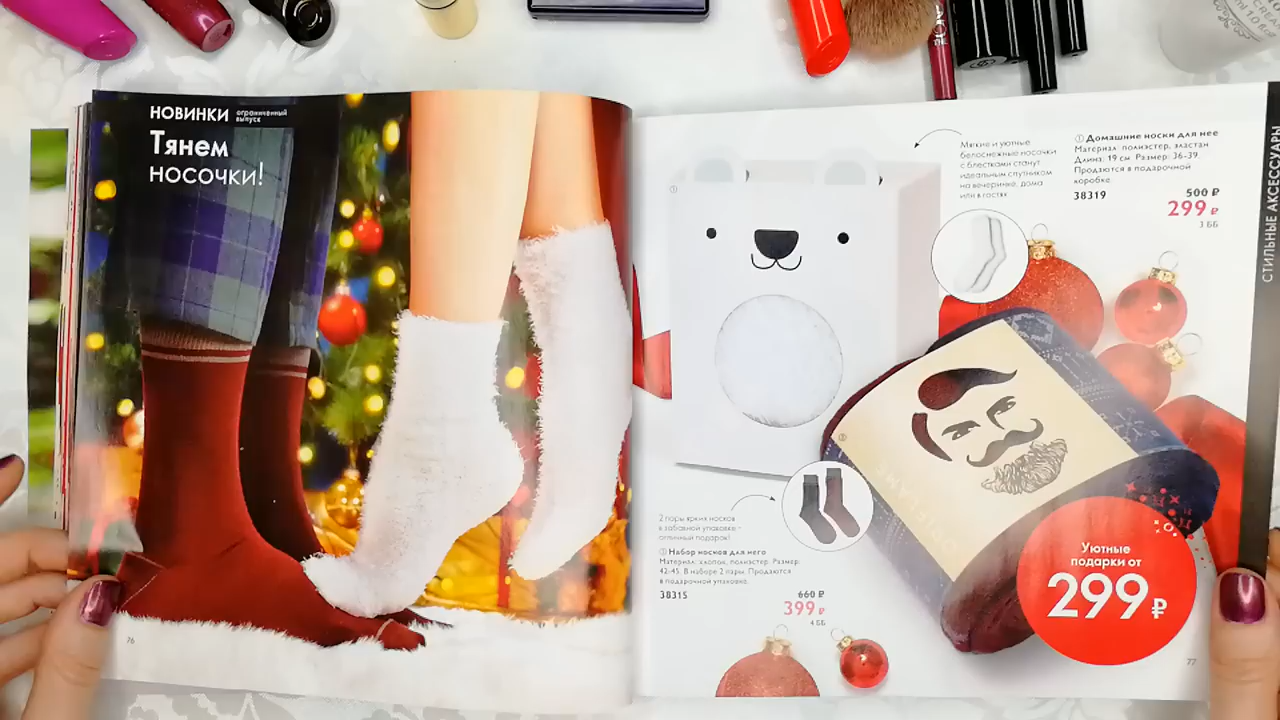 НОВИНКИ ограниченный выпуск
Тянем
носочки!
76
Мягкие и уютные
белоснежные носочки
с блестками станут
идеальным спутником
на вечеринке, дома
или в гостях
① Домашние носки для нее
Материал: полиэстер, эластан
Длина: 19 см. Размер: 36-39.
Продаются в подарочной
коробке
38319
500 ₽
299 ₽
3 ББ
СТИЛЬНЫЕ АКСЕССУАРЫ
2 пары ярких носков
в забавной упаковке –
отличный подарок!
Набор носков для него
Материал: хлопок, полиэстер. Размер:
42-45. В наборе 2 пары. Продаются
в подарочной упаковке.
38315
660 ₽
399 ₽
4 ББ
Уютные
подарки от
299 ₽
77